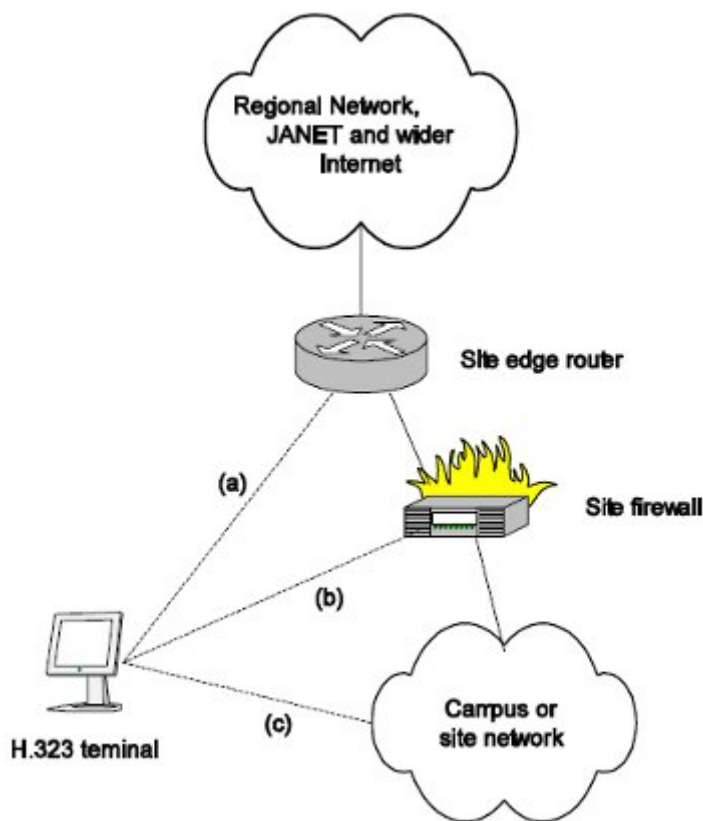 Regional Network,
JANET and wider
Internet
Site edge router
(a)
Site firewall
(b)
(c)
Campus or
site network
H.323 teminal